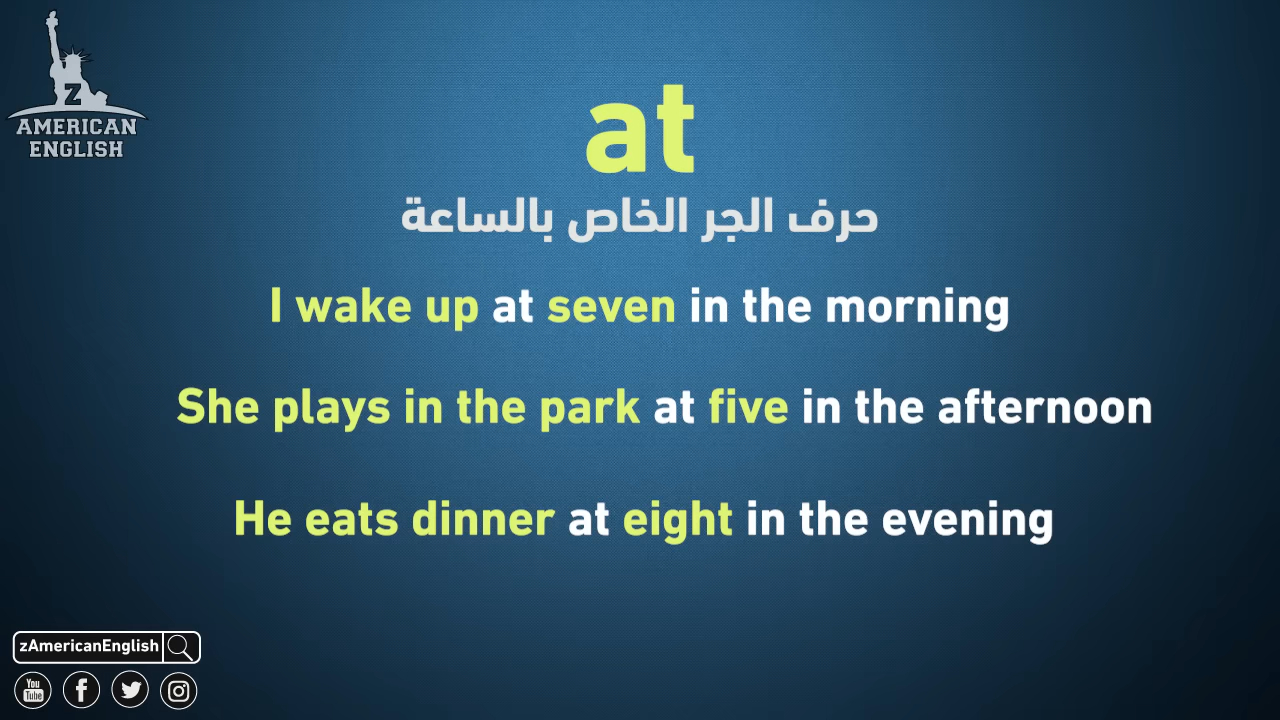 Z
AMERICAN
ENGLISH
at
حرف الجر الخاص بالساعة
I wake up at seven in the morning
She plays in the park at five in the afternoon
He eats dinner at eight in the evening
zAmericanEnglish
You
Tube